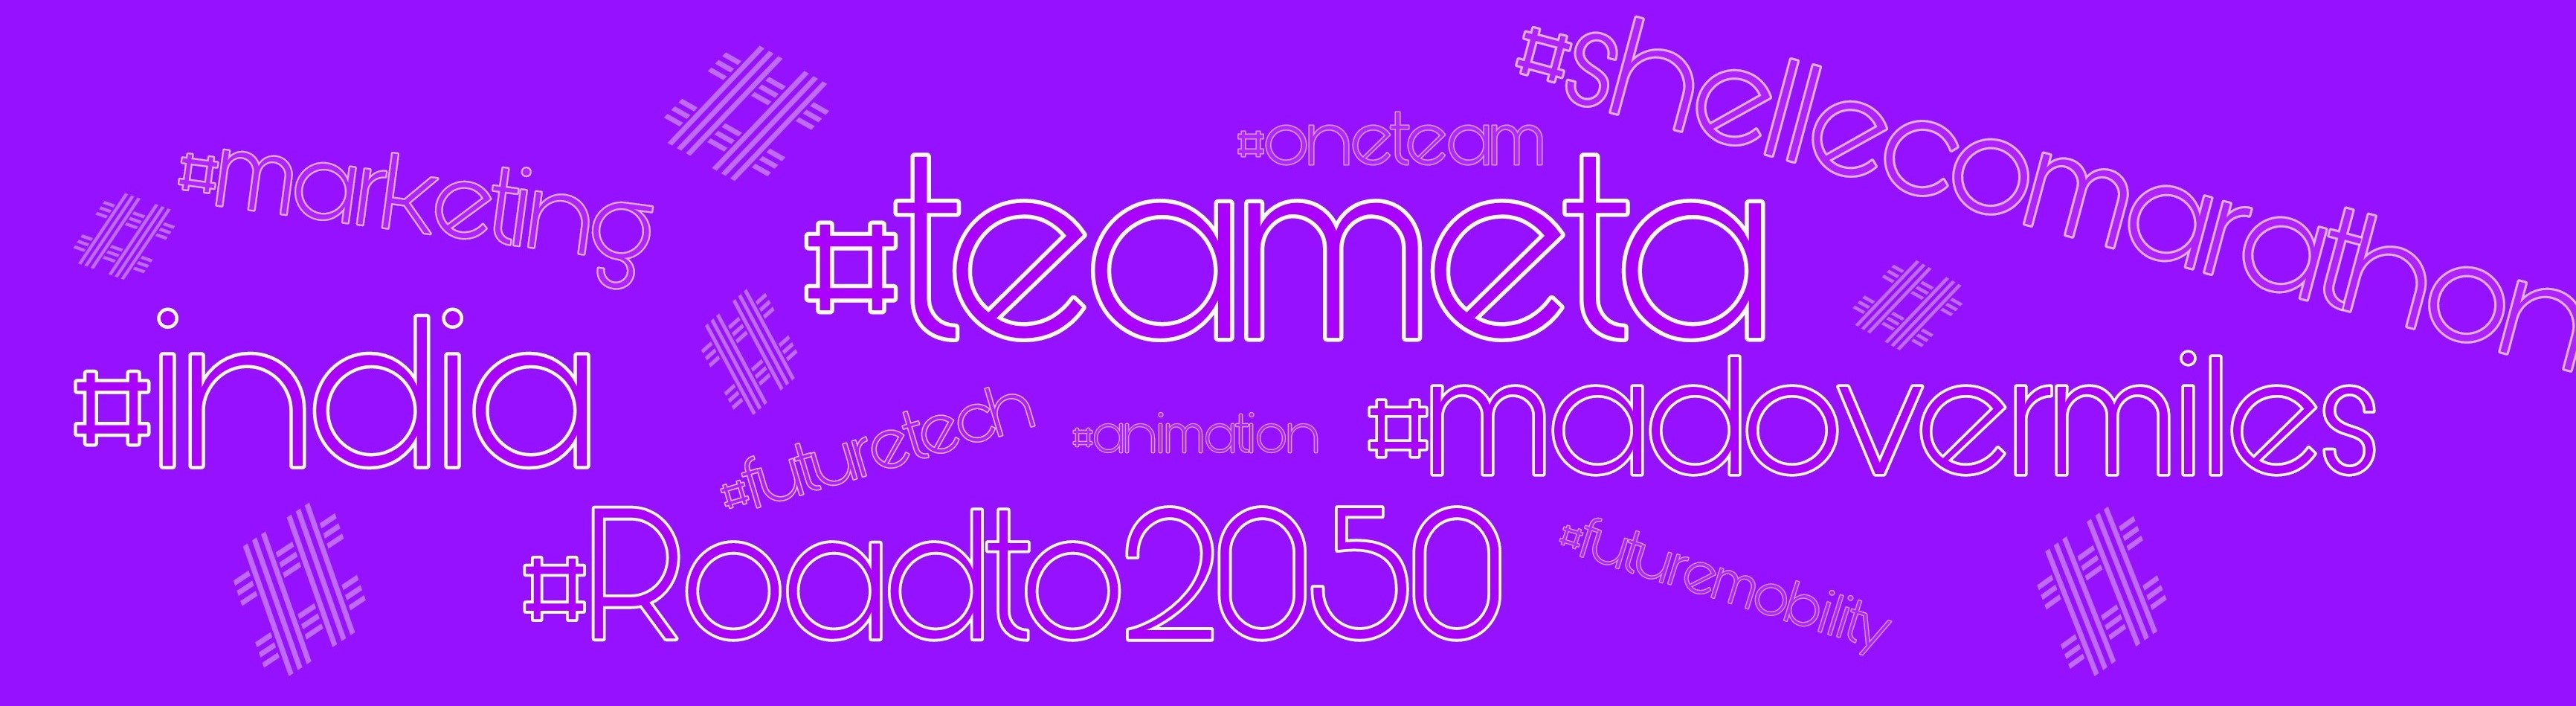 #shellecomarathon
#oneteam
#marketing
#teameta
#india
#madovermiles
#futuretech
#animation
#Roadto2050
#futuremobility